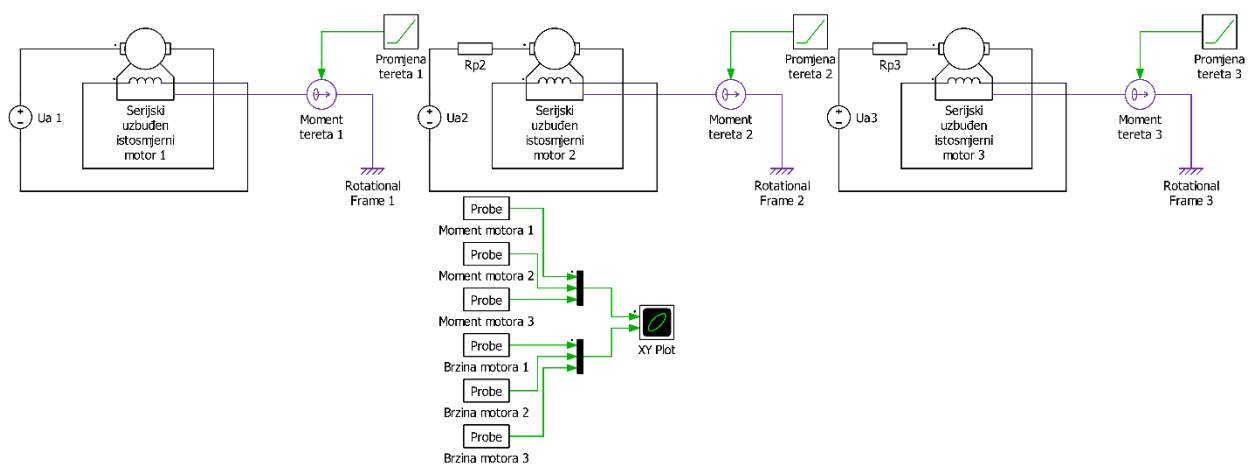 Promjena
tereta 1
Ua 1
Serijski
uzbuđen
istosmjerni
motor 1
Moment
tereta 1
Rotational
Frame 1
Rp2
Promjena
tereta 2
Ua2
Serijski
uzbuđen
istosmjerni
motor 2
Moment
tereta 2
Rotational
Frame 2
Rp3
Promjena
tereta 3
Ua3
Serijski
uzbuđen
istosmjerni
motor 3
Moment
tereta 3
Rotational
Frame 3
Probe
Moment motora 1
Probe
Moment motora 2
Probe
Moment motora 3
Probe
Brzina motora 1
Probe
Brzina motora 2
Probe
Brzina motora 3
XY Plot